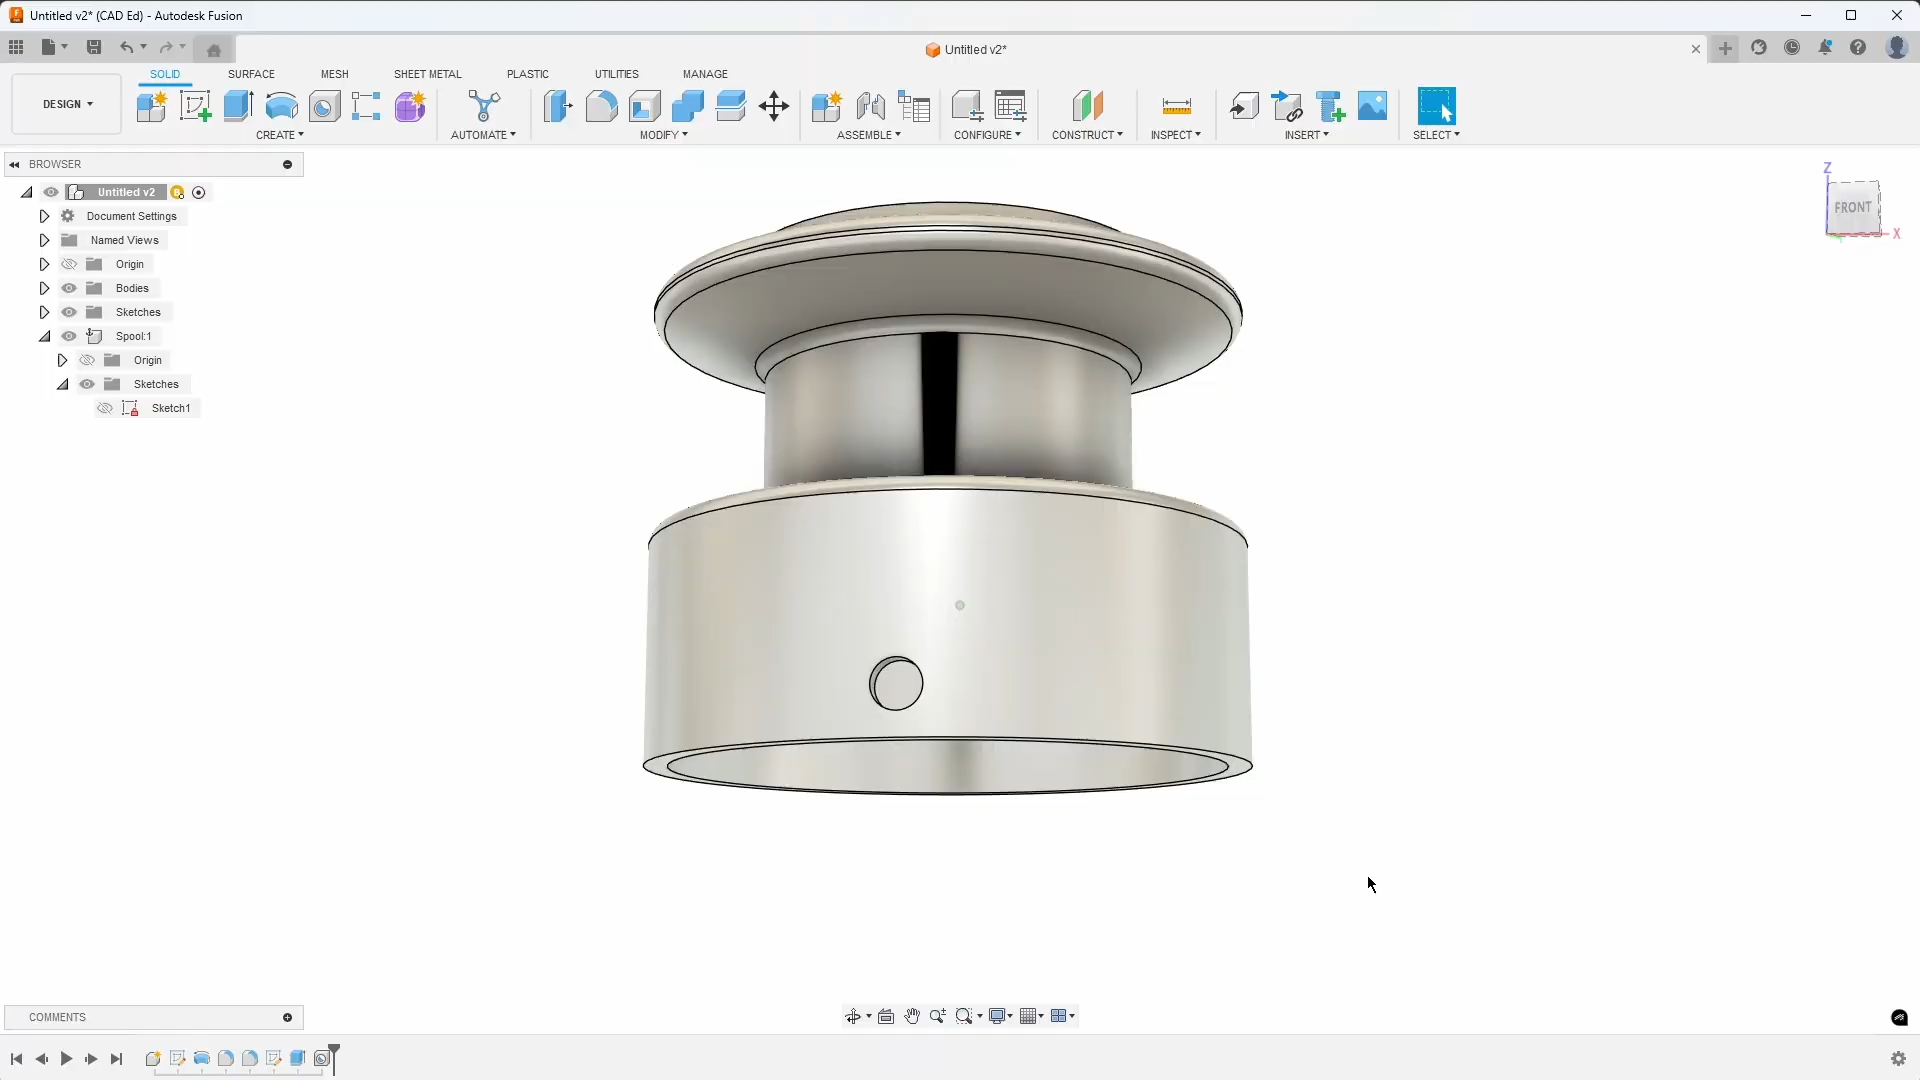 Untitled v2* (CAD Ed) - Autodesk Fusion
Untitled v2*
SOLID SURFACE MESH SHEET METAL PLASTIC UTILITIES MANAGE
DESIGN
CREATE AUTOMATE MODIFY ASSEMBLE CONFIGURE CONSTRUCT INSPECT INSERT SELECT
BROWSER
Untitled v2
Document Settings
Named Views
Origin
Bodies
Sketches
Spool:1
Origin
Sketches
Sketch1
Z
FRONT
X
COMMENTS